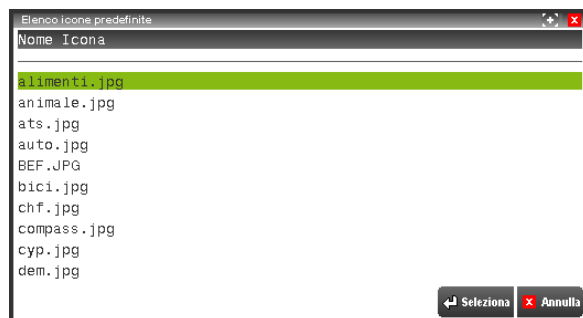 Elenco icone predefinite
Nome Icona
alimenti.jpg
animale.jpg
ats.jpg
auto.jpg
BEF.JPG
bici.jpg
chf.jpg
compass.jpg
cyp.jpg
dem.jpg
Seleziona Annulla